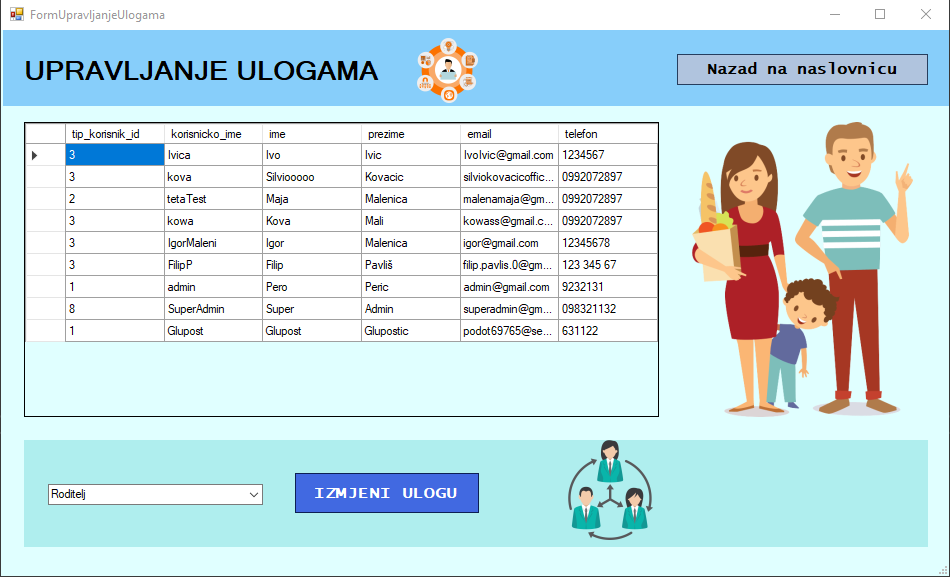 FormUpravljanjeUlogama
UPRAVLJANJE ULOGAMA
Nazad na naslovnicu
tip_korisnik_id korisnicko_ime ime prezime email telefon
3 Ivica Ivo Ivic IvoIvic@gmail.com 1234567
3 kova Silviooooo Kovacic silviokovacicoffic... 0992072897
2 tetaTest Maja Malenica malenamaja@gm... 0992072897
3 kowa Kova Mali kowass@gmail.c... 0992072897
3 IgorMaleni Igor Malenica igor@gmail.com 12345678
3 FilipP Filip Pavliš filip.pavlis.0@gm... 123 345 67
1 admin Pero Peric admin@gmail.com 9232131
8 SuperAdmin Super Admin superadmin@gm... 098321132
1 Glupost Glupost Glupostic podot69765@se... 631122
Roditelj
IZMJENI ULOGU